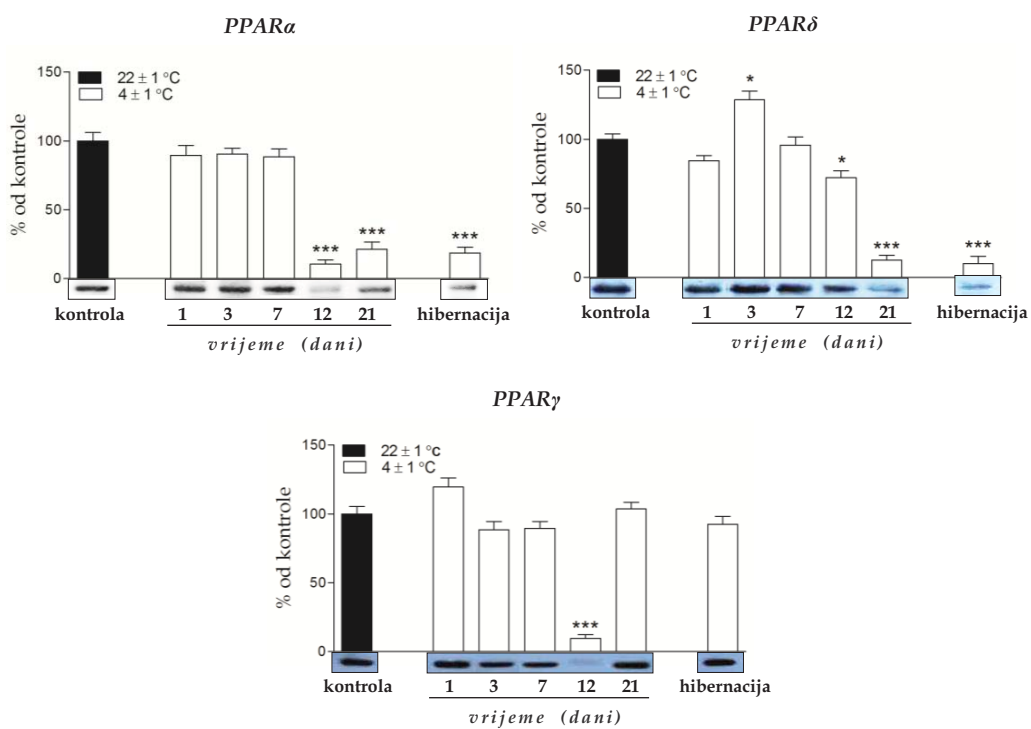 PPARα
150
22 ± 1 °C
4 ± 1 °C
100
50
0
% od kontrole
*** *** ***
kontrola 1 3 7 12 21 hibernacija
vrijeme (dani)
PPARδ
150
22 ± 1 °C
4 ± 1 °C
100
50
0
% od kontrole
* * *** ***
kontrola 1 3 7 12 21 hibernacija
vrijeme (dani)
PPARγ
150
22 ± 1 °c
4 ± 1 °C
100
50
0
% od kontrole
***
kontrola 1 3 7 12 21 hibernacija
vrijeme (dani)